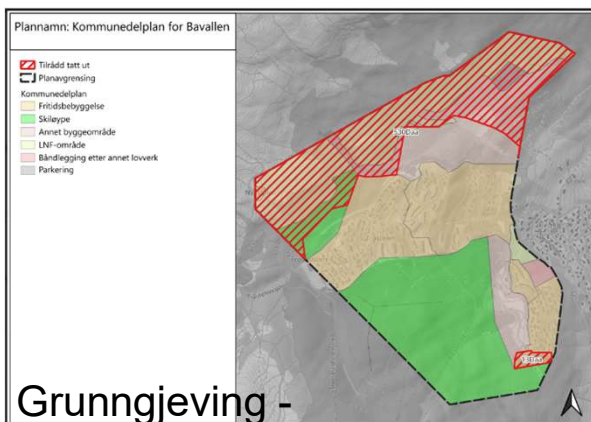 Plannamn: Kommunedelplan for Bavallen
Tilrådd tatt ut
Planavgrensing
Kommunedelplan
Fritidsbebyggelse
Skiløype
Annet byggeområde
LNF-område
Båndlegging etter annet lovverk
Parkering
530Daa
Grunngjeving -